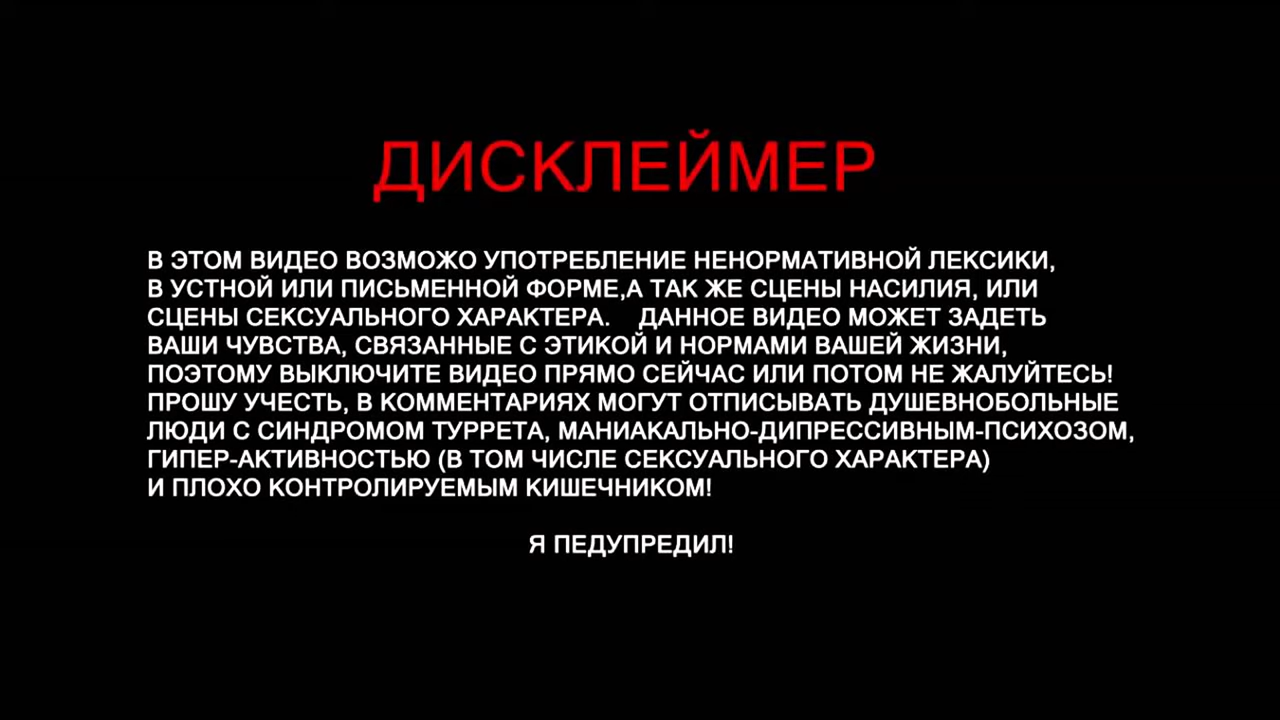 ДИСКЛЕЙМЕР
В ЭТОМ ВИДЕО ВОЗМОЖО УПОТРЕБЛЕНИЕ НЕНОРМАТИВНОЙ ЛЕКСИКИ,
В УСТНОЙ ИЛИ ПИСЬМЕННОЙ ФОРМЕ,А ТАК ЖЕ СЦЕНЫ НАСИЛИЯ, ИЛИ
СЦЕНЫ СЕКСУАЛЬНОГО ХАРАКТЕРА. ДАННОЕ ВИДЕО МОЖЕТ ЗАДЕТЬ
ВАШИ ЧУВСТВА, СВЯЗАННЫЕ С ЭТИКОЙ И НОРМАМИ ВАШЕЙ ЖИЗНИ,
ПОЭТОМУ ВЫКЛЮЧИТЕ ВИДЕО ПРЯМО СЕЙЧАС ИЛИ ПОТОМ НЕ ЖАЛУЙТЕСЬ!
ПРОШУ УЧЕСТЬ, В КОММЕНТАРИЯХ МОГУТ ОТПИСЫВАТЬ ДУШЕВНОБОЛЬНЫЕ
ЛЮДИ С СИНДРОМОМ ТУРРЕТА, МАНИАКАЛЬНО-ДИПРЕССИВНЫМ-ПСИХОЗОМ,
ГИПЕР-АКТИВНОСТЬЮ (В ТОМ ЧИСЛЕ СЕКСУАЛЬНОГО ХАРАКТЕРА)
И ПЛОХО КОНТРОЛИРУЕМЫМ КИШЕЧНИКОМ!
Я ПЕДУПРЕДИЛ!